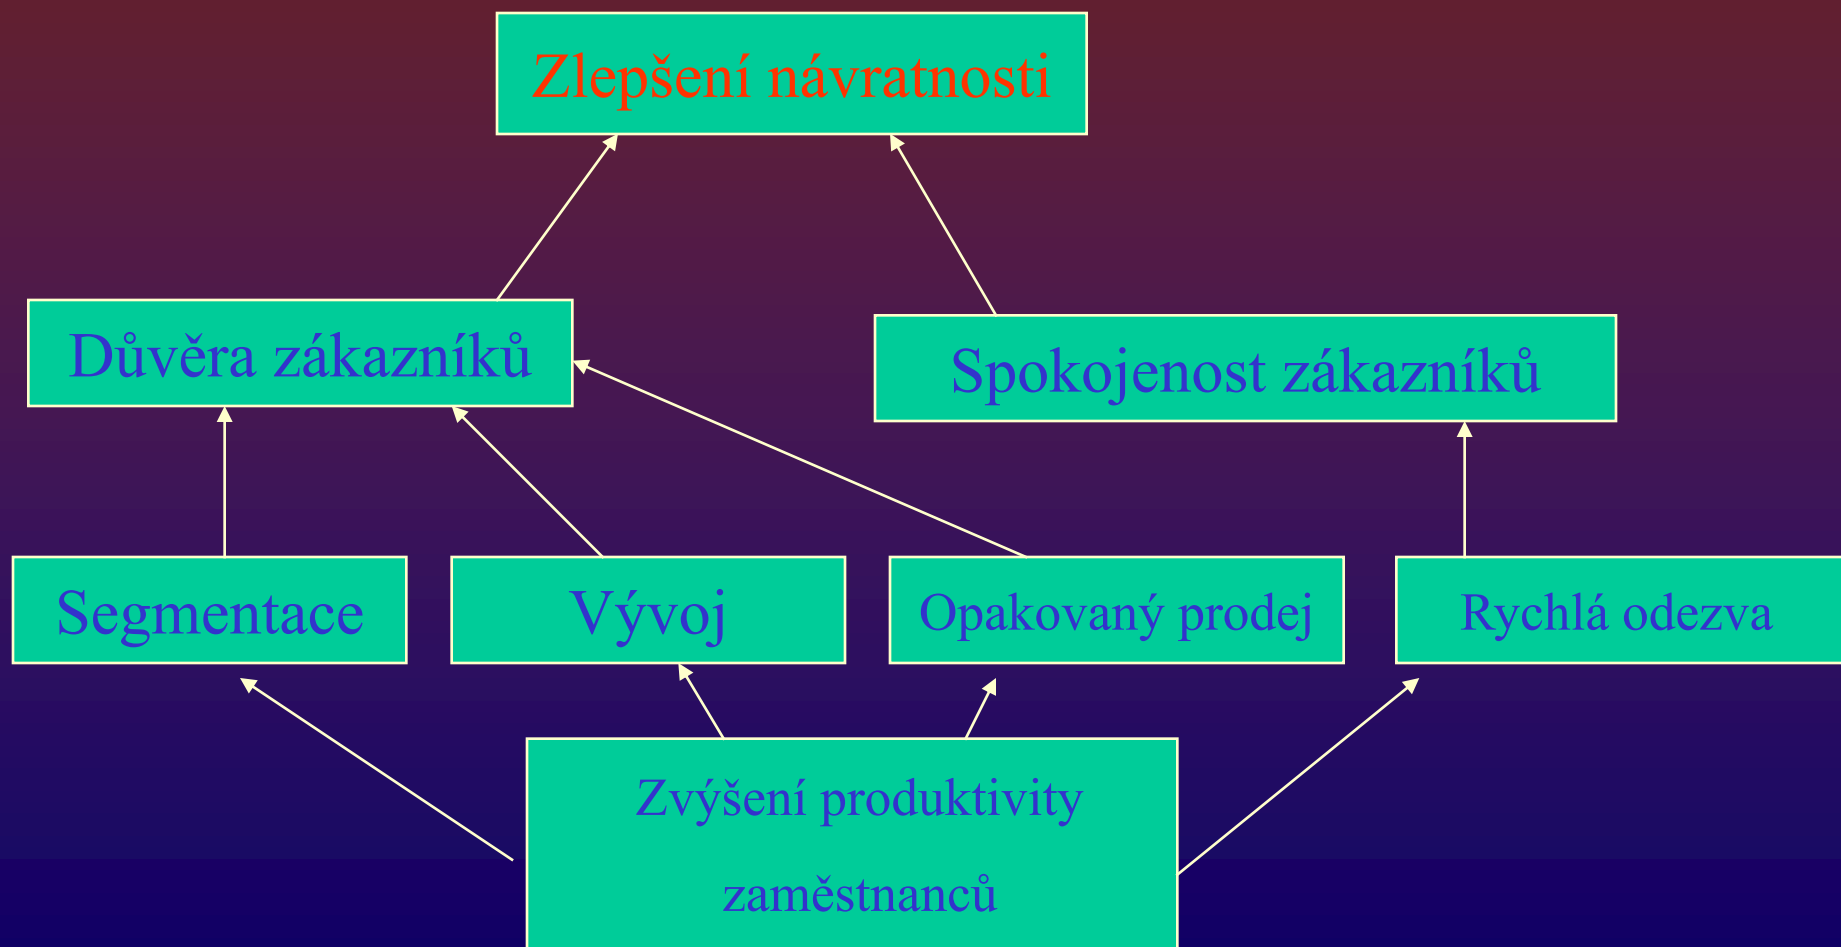 Zlepšení návratnosti
Důvěra zákazníků
Spokojenost zákazníků
Segmentace
Vývoj
Opakovaný prodej
Rychlá odezva
Zvýšení produktivity
zaměstnanců